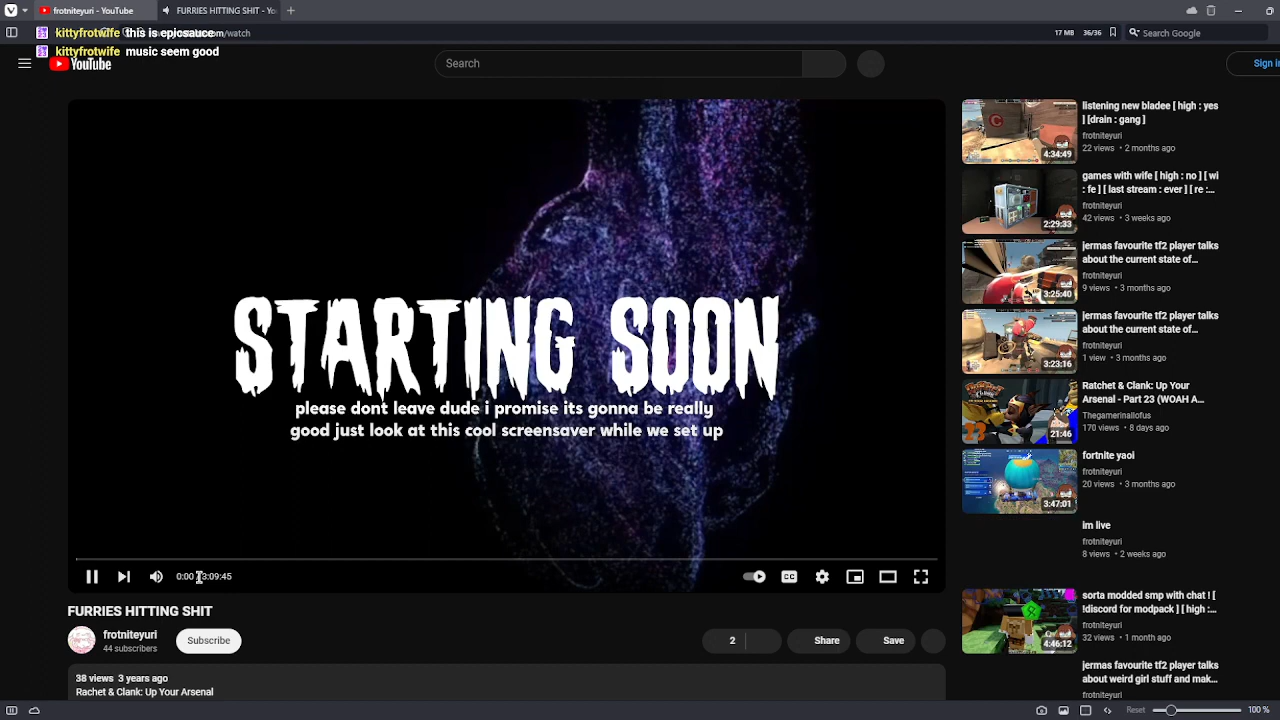 frotniteyuri - YouTube
FURRIES HITTING SHIT - Yo
kittyfrotwife this is epicsauce
com/watch
17 MB
36/36
Search Google
kittyfrotwife music seem good
YouTube
Search
Sign in
STARTING SOON
please dont leave dude i promise its gonna be really
good just look at this cool screensaver while we set up
0:00
3:09:45
FURRIES HITTING SHIT
frotniteyuri
44 subscribers
Subscribe
2
Share
Save
38 views 3 years ago
Rachet & Clank: Up Your Arsenal
listening new bladee [ high : yes
] [drain : gang ]
frotniteyuri
22 views • 2 months ago
4:34:49
games with wife [ high : no ] [ wi
: fe ] [ last stream : ever ] [ re :...
frotniteyuri
42 views • 3 weeks ago
2:29:33
jermas favourite tf2 player talks
about the current state of...
frotniteyuri
9 views • 3 months ago
3:25:40
jermas favourite tf2 player talks
about the current state of...
frotniteyuri
1 view • 3 months ago
3:23:16
Ratchet & Clank: Up Your
Arsenal - Part 23 (WOAH A...
Thegamerinallofus
170 views • 8 days ago
21:46
fortnite yaoi
frotniteyuri
20 views • 3 months ago
3:47:01
im live
frotniteyuri
8 views • 2 weeks ago
sorta modded smp with chat ! [
!discord for modpack ] [ high :...
frotniteyuri
32 views • 1 month ago
4:46:12
jermas favourite tf2 player talks
about weird girl stuff and mak...
frotniteyuri
Reset
100 %